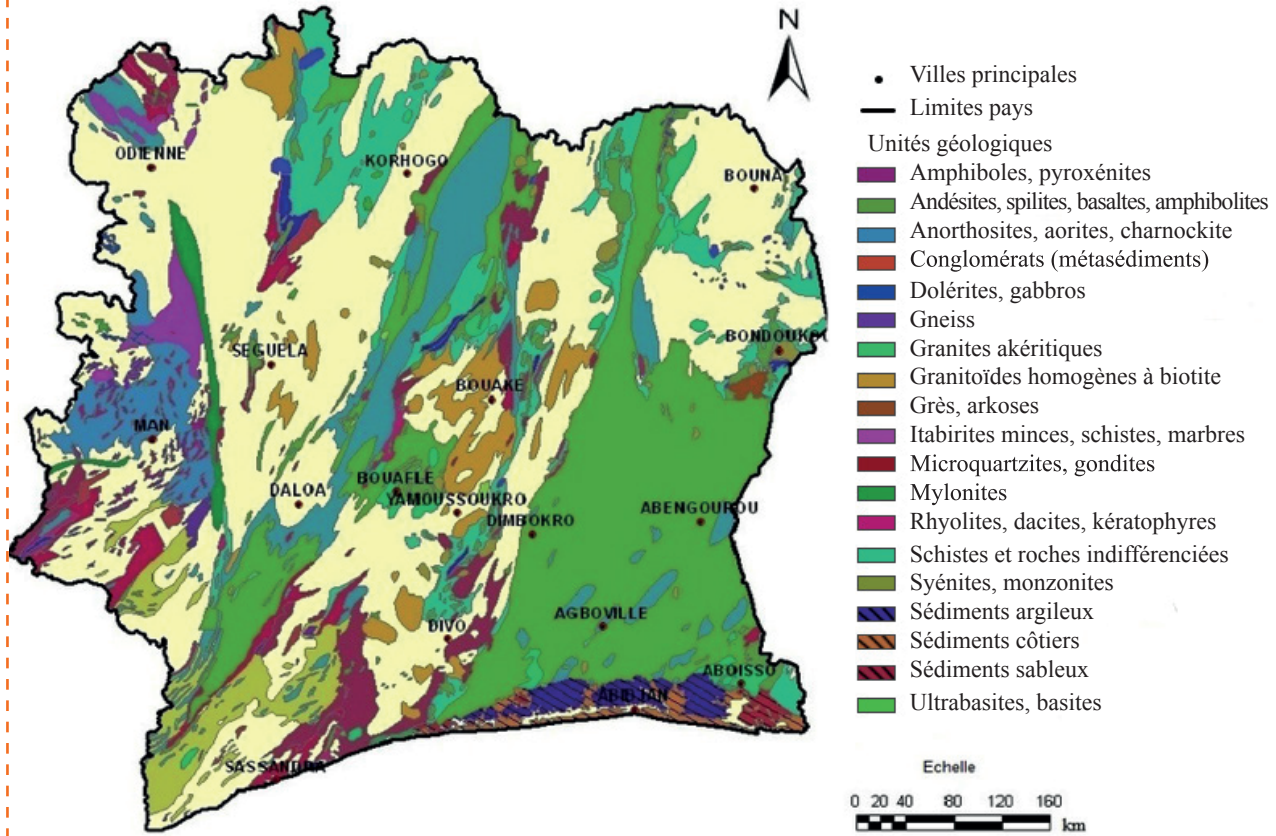 N
Villes principales
Limites pays
Unités géologiques
Amphiboles, pyroxénites
Andésites, spilites, basaltes, amphibolites
Anorthosites, aorites, charnockite
Conglomérats (métasédiments)
Dolérites, gabbros
Gneiss
Granites akéritiques
Granitoïdes homogènes à biotite
Grès, arkoses
Itabirites minces, schistes, marbres
Microquartzites, gondites
Mylonites
Rhyolites, dacites, kératophyres
Schistes et roches indifférenciées
Syénites, monzonites
Sédiments argileux
Sédiments côtiers
Sédiments sableux
Ultrabasites, basites
ODIENNE
KORHOGO
BOUNA
SEGUELA
BONDOUKOU
BOUAKE
MAN
DALOA
BOUAFLE
YAMOUSSOUKRO
DIMBOKRO
ABENGOUROU
AGBOVILLE
DIVO
ABOISSO
ABIDJAN
SASSANDRA
Echelle
0 20 40 80 120 160
km